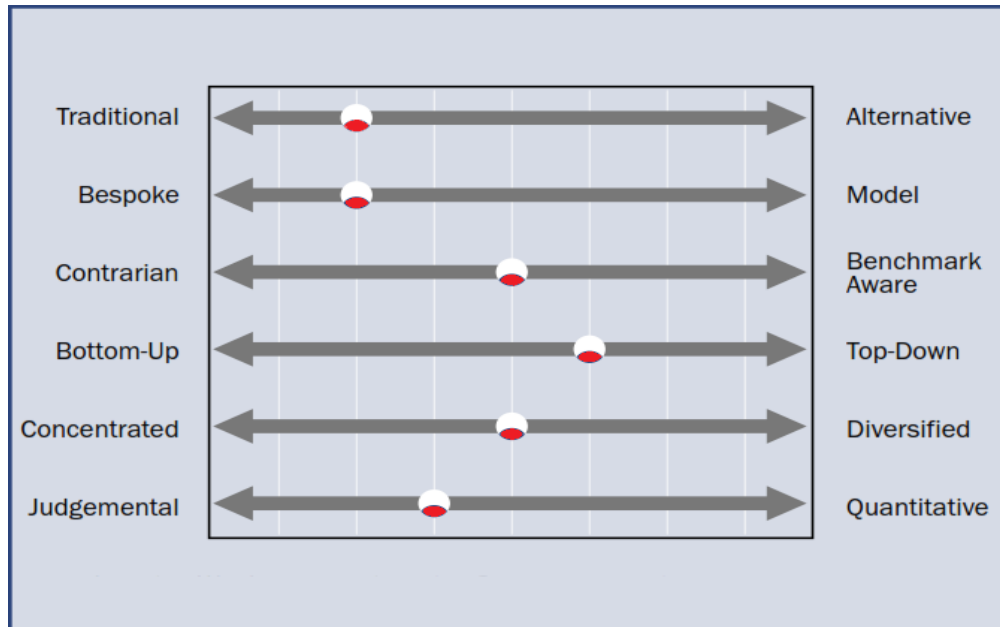 Traditional
Alternative
Bespoke
Model
Contrarian
Benchmark
Aware
Bottom-Up
Top-Down
Concentrated
Diversified
Judgemental
Quantitative